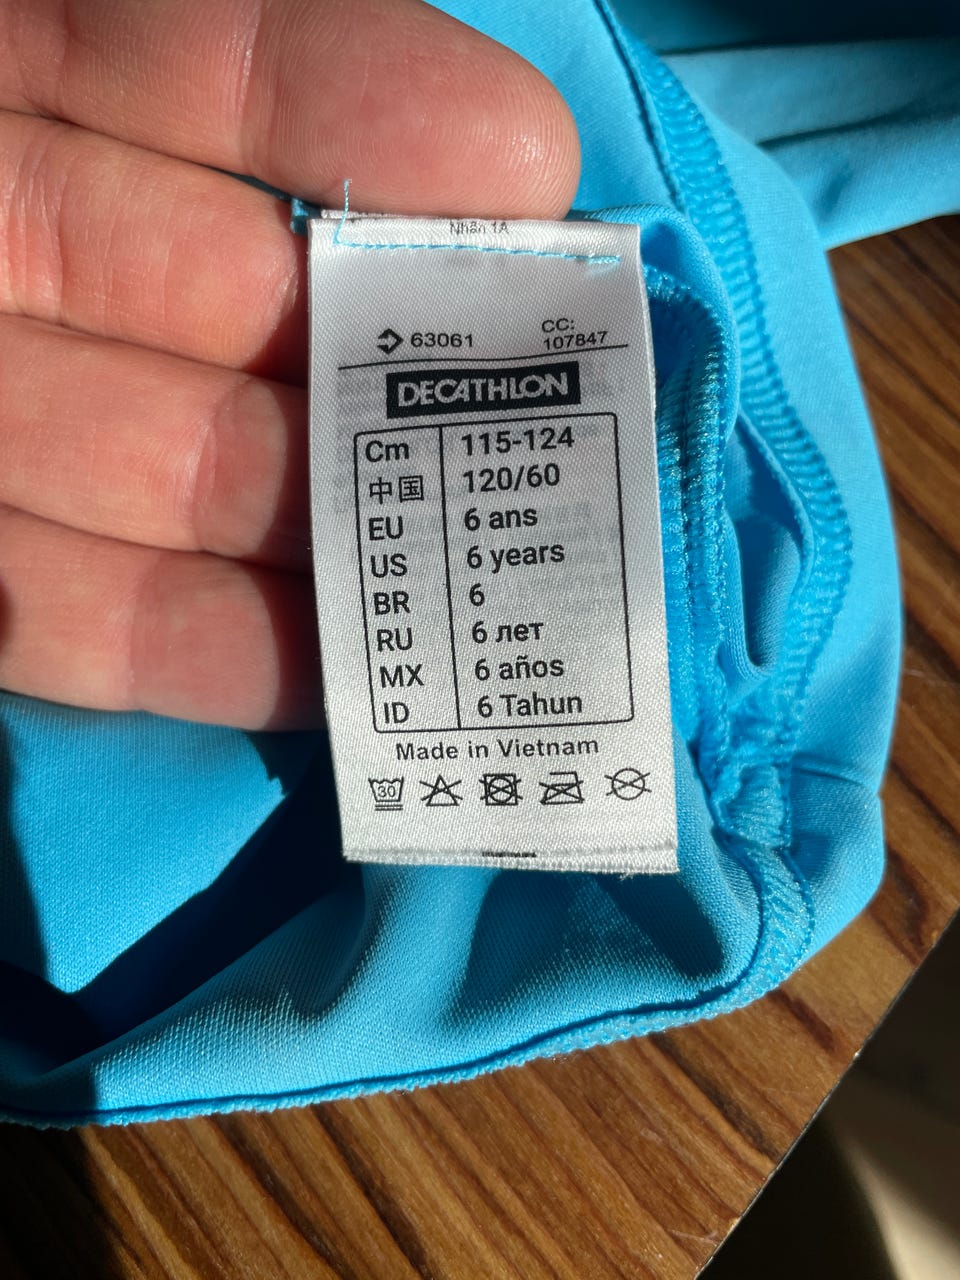 Nhãn 1A
63061 CC: 107847
DECATHLON
Cm 115-124
中国 120/60
EU 6 ans
US 6 years
BR 6
RU 6 лет
MX 6 años
ID 6 Tahun
Made in Vietnam
30